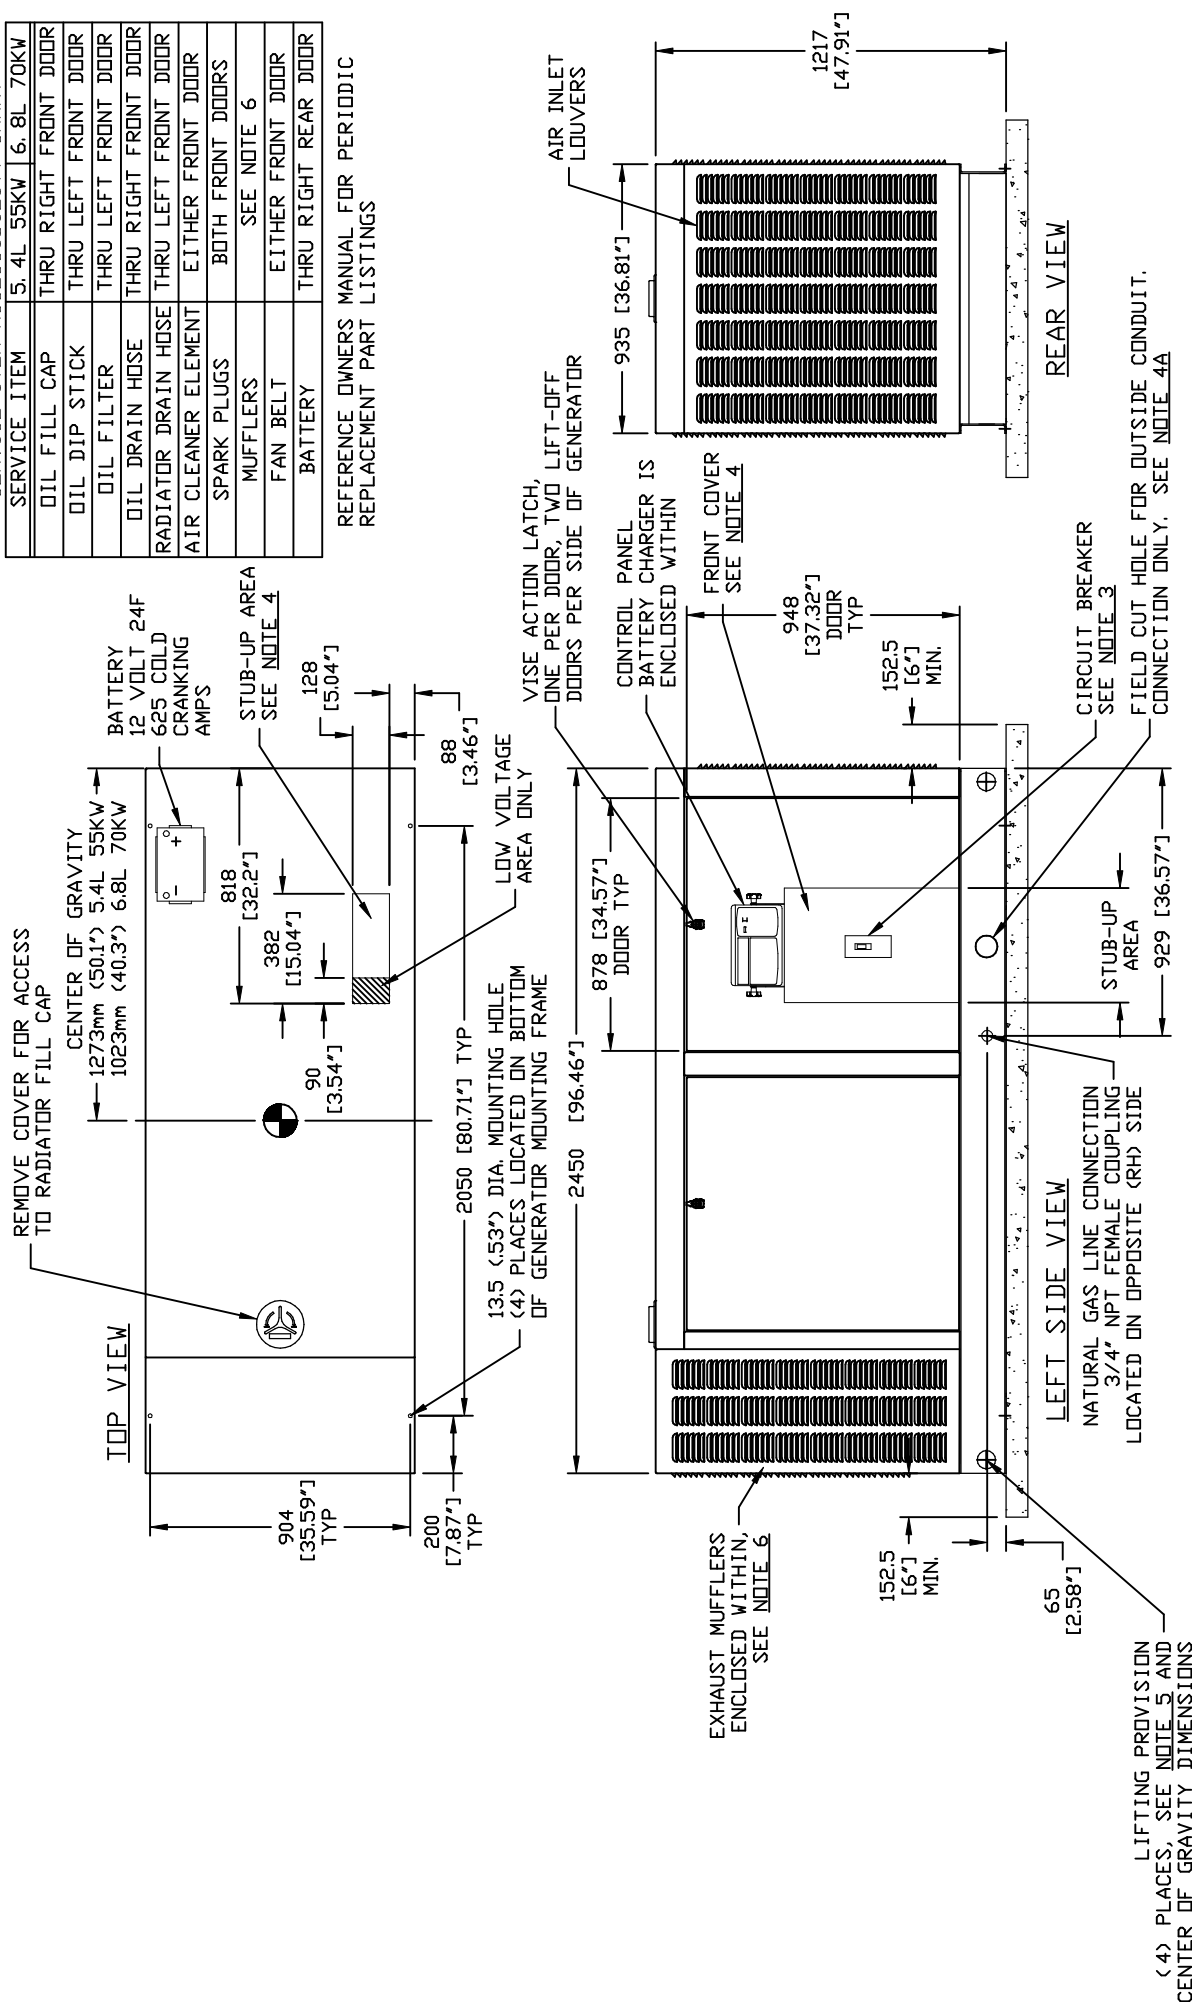 SERVICE ITEM 5. 4L 55KW 6. 8L 70KW
OIL FILL CAP THRU RIGHT FRONT DOOR
OIL DIP STICK THRU LEFT FRONT DOOR
OIL FILTER THRU LEFT FRONT DOOR
OIL DRAIN HOSE THRU RIGHT FRONT DOOR
RADIATOR DRAIN HOSE THRU LEFT FRONT DOOR
AIR CLEANER ELEMENT EITHER FRONT DOOR
SPARK PLUGS BOTH FRONT DOORS
MUFFLERS SEE NOTE 6
FAN BELT EITHER FRONT DOOR
BATTERY THRU RIGHT REAR DOOR
REFERENCE OWNERS MANUAL FOR PERIODIC
REPLACEMENT PART LISTINGS
REMOVE COVER FOR ACCESS
TO RADIATOR FILL CAP
CENTER OF GRAVITY
1273mm (50.1") 5.4L 55KW
1023mm (40.3") 6.8L 70KW
BATTERY
12 VOLT 24F
625 COLD
CRANKING
AMPS
TOP VIEW
- +
STUB-UP AREA
SEE NOTE 4
818
[32.2"]
382
[15.04"]
90
[3.54"]
128
[5.04"]
88
[3.46"]
904
[35.59"]
TYP
200
[7.87"]
TYP
2050 [80.71"] TYP
LOW VOLTAGE
AREA ONLY
13.5 (.53") DIA. MOUNTING HOLE
(4) PLACES LOCATED ON BOTTOM
OF GENERATOR MOUNTING FRAME
VISE ACTION LATCH,
ONE PER DOOR, TWO LIFT-OFF
DOORS PER SIDE OF GENERATOR
2450 [96.46"]
878 [34.57"]
DOOR TYP
CONTROL PANEL
BATTERY CHARGER IS
ENCLOSED WITHIN
FRONT COVER
SEE NOTE 4
948
[37.32"]
DOOR
TYP
EXHAUST MUFFLERS
ENCLOSED WITHIN,
SEE NOTE 6
152.5
[6"]
MIN.
152.5
[6"]
MIN.
65
[2.58"]
LEFT SIDE VIEW
NATURAL GAS LINE CONNECTION
3/4" NPT FEMALE COUPLING
LOCATED ON OPPOSITE (RH) SIDE
STUB-UP
AREA
929 [36.57"]
CIRCUIT BREAKER
SEE NOTE 3
FIELD CUT HOLE FOR OUTSIDE CONDUIT.
CONNECTION ONLY. SEE NOTE 4A
LIFTING PROVISION
(4) PLACES, SEE NOTE 5 AND
CENTER OF GRAVITY DIMENSIONS
AIR INLET
LOUVERS
935 [36.81"]
1217
[47.91"]
REAR VIEW